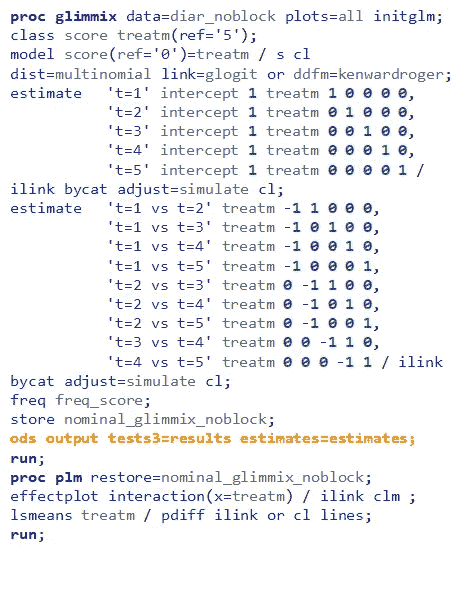 proc glimmix data=diar_noblock plots=all initglm;
class score treatm(ref='5');
model score(ref='0')=treatm / s cl
dist=multinomial link=glogit or ddfm=kenwardroger;
estimate 't=1' intercept 1 treatm 1 0 0 0 0,
't=2' intercept 1 treatm 0 1 0 0 0,
't=3' intercept 1 treatm 0 0 1 0 0,
't=4' intercept 1 treatm 0 0 0 1 0,
't=5' intercept 1 treatm 0 0 0 0 1 /
ilink bycat adjust=simulate cl;
estimate 't=1 vs t=2' treatm -1 1 0 0 0,
't=1 vs t=3' treatm -1 0 1 0 0,
't=1 vs t=4' treatm -1 0 0 1 0,
't=1 vs t=5' treatm -1 0 0 0 1,
't=2 vs t=3' treatm 0 -1 1 0 0,
't=2 vs t=4' treatm 0 -1 0 1 0,
't=2 vs t=5' treatm 0 -1 0 0 1,
't=3 vs t=4' treatm 0 0 -1 1 0,
't=4 vs t=5' treatm 0 0 0 -1 1 / ilink
bycat adjust=simulate cl;
freq freq_score;
store nominal_glimmix_noblock;
ods output tests3=results estimates=estimates;
run;
proc plm restore=nominal_glimmix_noblock;
effectplot interaction(x=treatm) / ilink clm ;
lsmeans treatm / pdiff ilink or cl lines;
run;